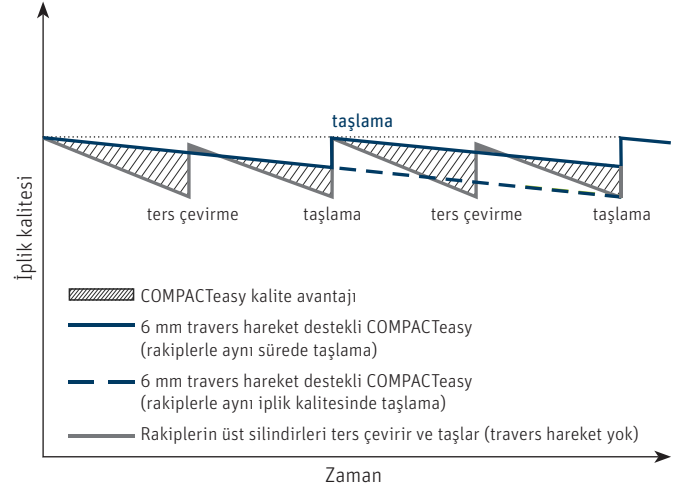 taşlama
ters çevirme
taşlama
ters çevirme
taşlama
İplik kalitesi
COMPACTeasy kalite avantajı
6 mm travers hareket destekli COMPACTeasy
(rakiplerle aynı sürede taşlama)
6 mm travers hareket destekli COMPACTeasy
(rakiplerle aynı iplik kalitesinde taşlama)
Rakiplerin üst silindirleri ters çevirir ve taşlar (travers hareket yok)
Zaman